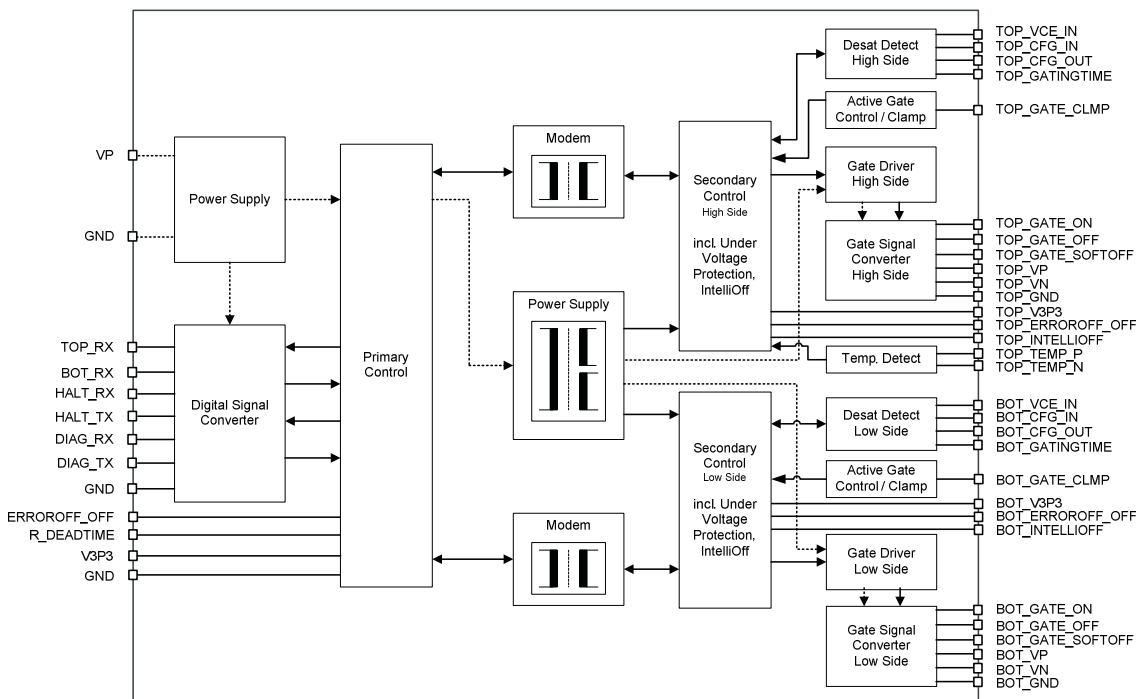 VP
GND
TOP_RX
BOT_RX
HALT_RX
HALT_TX
DIAG_RX
DIAG_TX
GND
ERROROFF_OFF
R_DEADTIME
V3P3
GND
Power Supply
Digital Signal
Converter
Primary
Control
Modem
Power Supply
Modem
Secondary
Control
High Side
incl. Under
Voltage
Protection,
IntelliOff
Secondary
Control
Low Side
incl. Under
Voltage
Protection,
IntelliOff
Desat Detect
High Side
Active Gate
Control / Clamp
Gate Driver
High Side
Gate Signal
Converter
High Side
Temp. Detect
Desat Detect
Low Side
Active Gate
Control / Clamp
Gate Driver
Low Side
Gate Signal
Converter
Low Side
TOP_VCE_IN
TOP_CFG_IN
TOP_CFG_OUT
TOP_GATINGTIME
TOP_GATE_CLMP
TOP_GATE_ON
TOP_GATE_OFF
TOP_GATE_SOFTOFF
TOP_VP
TOP_VN
TOP_GND
TOP_V3P3
TOP_ERROROFF_OFF
TOP_INTELLIOFF
TOP_TEMP_P
TOP_TEMP_N
BOT_VCE_IN
BOT_CFG_IN
BOT_CFG_OUT
BOT_GATINGTIME
BOT_GATE_CLMP
BOT_V3P3
BOT_ERROROFF_OFF
BOT_INTELLIOFF
BOT_GATE_ON
BOT_GATE_OFF
BOT_GATE_SOFTOFF
BOT_VP
BOT_VN
BOT_GND